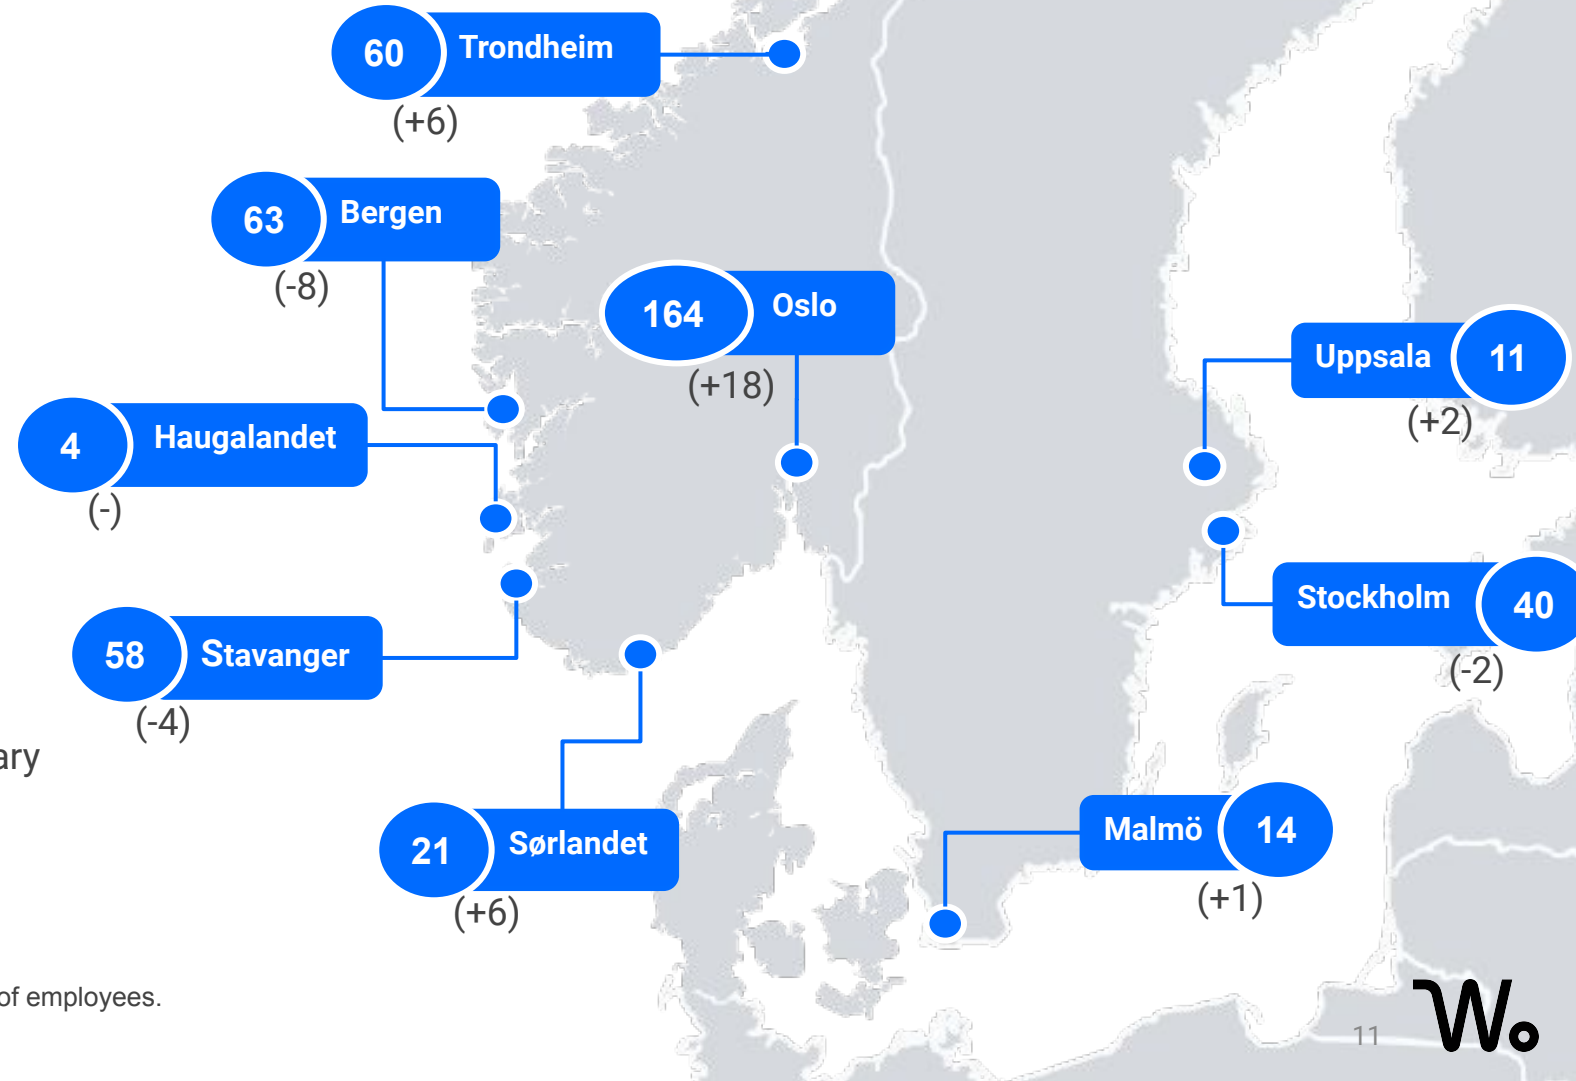 60 Trondheim
(+6)
63 Bergen
(-8)
164 Oslo
(+18)
Uppsala 11
(+2)
4 Haugalandet
(-)
Stockholm 40
(-2)
58 Stavanger
(-4)
ary
21 Sørlandet
(+6)
Malmö 14
(+1)
of employees.
11
Wo